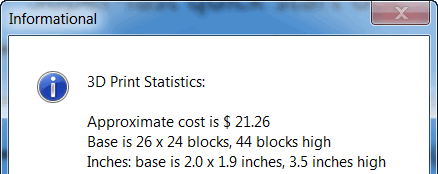 Informational
3D Print Statistics:
Approximate cost is $ 21.26
Base is 26 x 24 blocks, 44 blocks high
Inches: base is 2.0 x 1.9 inches, 3.5 inches high